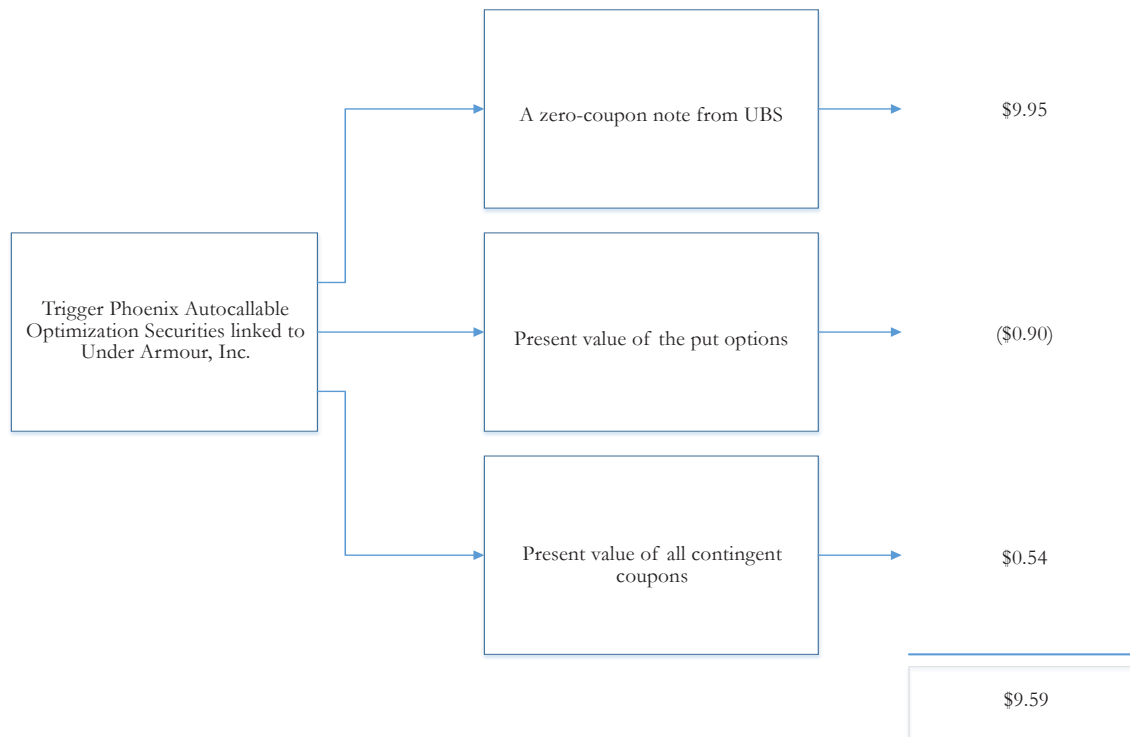 A zero-coupon note from UBS
$9.95
Trigger Phoenix Autocallable
Optimization Securities linked to
Under Armour, Inc.
Present value of the put options
($0.90)
Present value of all contingent
coupons
$0.54
$9.59